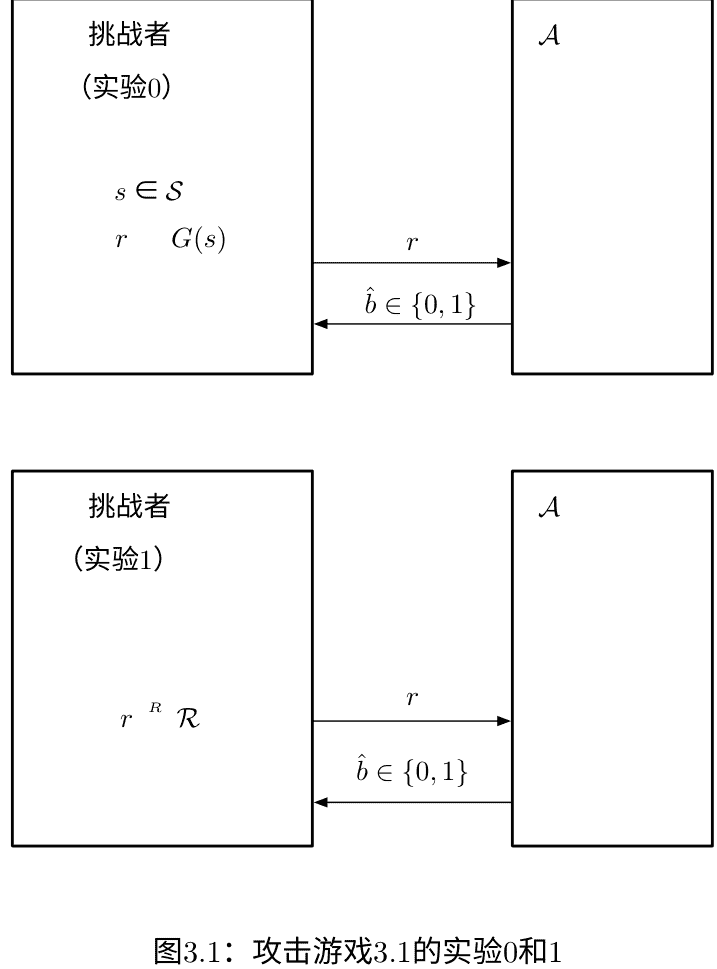 挑战者
𝒜
（实验0）
s ∈ 𝒮
r G(s)
r
b̂ ∈ {0, 1}
挑战者
𝒜
（实验1）
r R ℛ
r
b̂ ∈ {0, 1}
图3.1：攻击游戏3.1的实验0和1